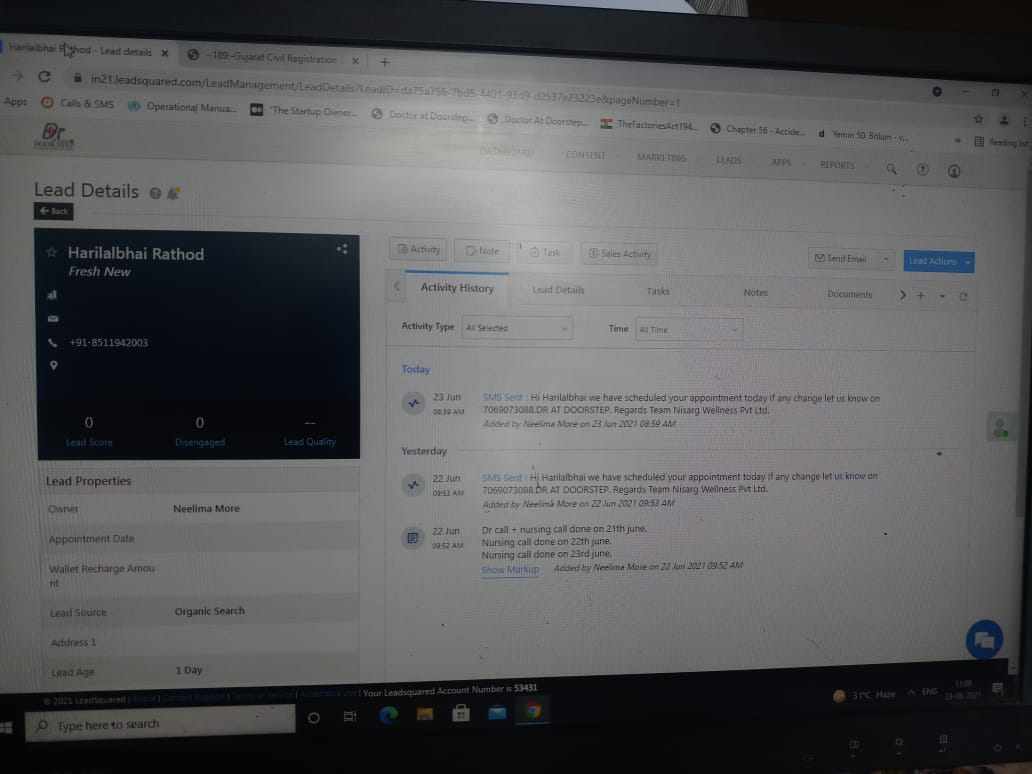 Harilalbhai Rathod - Lead details
-:189:-Gujarat Civil Registration
in21.leadsquared.com/LeadManagement/LeadDetails?LeadID=da75a756-7bd5-4401-93d9-d2537e23223e&pageNumber=1
Apps
Calls & SMS
Operational Manua...
"The Startup Owner...
Doctor at Doorstep...
Doctor At Doorstep...
TheFactoriesAct194...
Chapter 56 - Accide...
Yemin 50. Bölüm - v...
Reading list
Dr
DASHBOARD
CONTENT
MARKETING
LEADS
APPS
REPORTS
Lead Details
Back
Harilalbhai Rathod
Fresh New
+91-8511942003
0
Lead Score
0
Disengaged
--
Lead Quality
Lead Properties
Owner Neelima More
Appointment Date
Wallet Recharge Amou
nt
Lead Source Organic Search
Address 1
Lead Age 1 Day
Activity
Note
Task
Sales Activity
Send Email
Lead Actions
Activity History
Lead Details
Tasks
Notes
Documents
Activity Type All Selected
Time All Time
Today
23 Jun
08:59 AM
SMS Sent : Hi Harilalbhai we have scheduled your appointment today if any change let us know on
7069073088.DR AT DOORSTEP. Regards Team Nisarg Wellness Pvt Ltd.
Added by Neelima More on 23 Jun 2021 08:59 AM
Yesterday
22 Jun
09:53 AM
SMS Sent : Hi Harilalbhai we have scheduled your appointment today if any change let us know on
7069073088.DR AT DOORSTEP. Regards Team Nisarg Wellness Pvt Ltd.
Added by Neelima More on 22 Jun 2021 09:53 AM
22 Jun
09:52 AM
Dr call + nursing call done on 21th june.
Nursing call done on 22th june.
Nursing call done on 23rd june.
Show Markup Added by Neelima More on 22 Jun 2021 09:52 AM
© 2021 LeadSquared | About | Contact Support | Terms of Service | Acceptable Use | Your Leadsquared Account Number is 53431
Type here to search
31°C Haze
ENG
11:09
23-06-2021